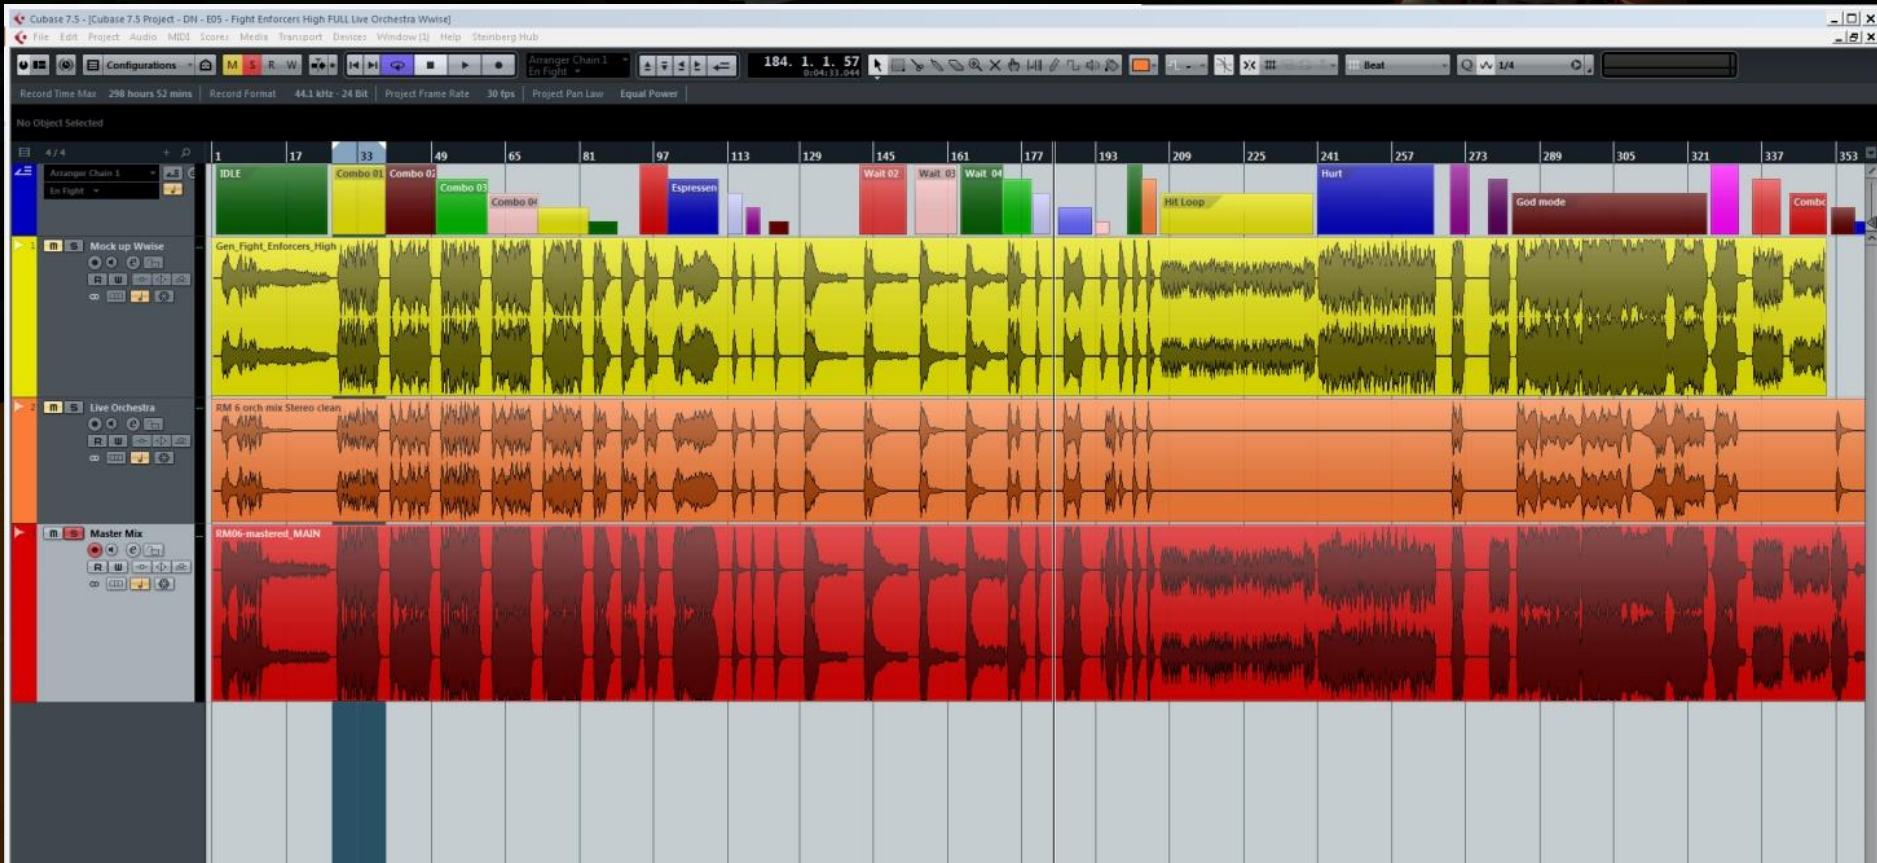 Cubase 7.5 - [Cubase 7.5 Project - DN - E05 - Fight Enforcers High FULL Live Orchestra Wwise]
File Edit Project Audio MIDI Scores Media Transport Devices Window (1) Help Steinberg Hub
Configurations M S R W Arranger Chain 1 184. 1. 1. 57 Beat Q 1/4
En Fight 0:04:33.044
Record Time Max 298 hours 52 mins Record Format 44.1 kHz - 24 Bit Project Frame Rate 30 fps Project Pan Law Equal Power
No Object Selected
4/4 1 17 33 49 65 81 97 113 129 145 161 177 193 209 225 241 257 273 289 305 321 337 353
Arranger Chain 1 IDLE Combo 01 Combo 02 Wait 02 Wait 03 Wait 04 Hurt
En Fight Combo 03 Espressen
Combo 04 Hit Loop God mode Combo
1 m S Mock up Wwise Gen_Fight_Enforcers_High
e
R W
2 m S Live Orchestra RM 6 orch mix Stereo clean
e
R W
m S Master Mix RM06-mastered_MAIN
e
R W